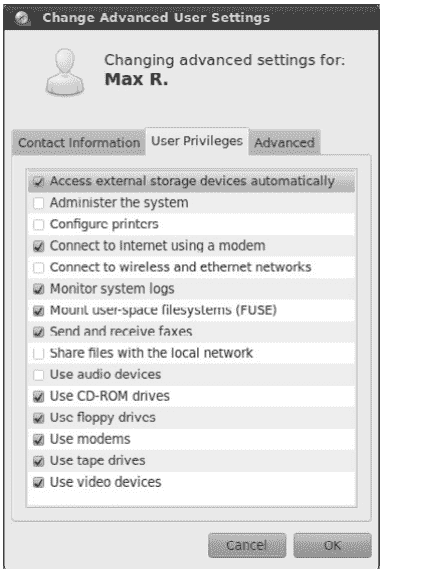 Change Advanced User Settings
Changing advanced settings for:
Max R.
Contact Information User Privileges Advanced
Access external storage devices automatically
Administer the system
Configure printers
Connect to Internet using a modem
Connect to wireless and ethernet networks
Monitor system logs
Mount user-space filesystems (FUSE)
Send and receive faxes
Share files with the local network
Use audio devices
Use CD-ROM drives
Use floppy drives
Use modems
Use tape drives
Use video devices
Cancel OK